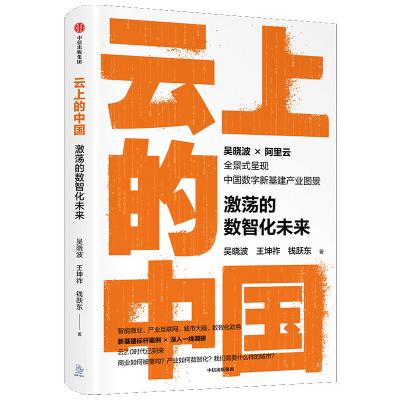 中信出版集团
云上的中国
激荡的数智化未来
吴晓波
王坤祚
钱跃东
著
云上
的
中国
吴晓波 × 阿里云
全景式呈现
中国数字新基建产业图景
激荡的
数智化未来
吴晓波 王坤祚 钱跃东 著
智能商业、产业互联网、城市大脑、数智化政务
新基建标杆案例 × 深入一线调研
云2.0时代已到来
商业如何被重构？产业如何数智化？我们需要什么样的城市？
中信出版集团